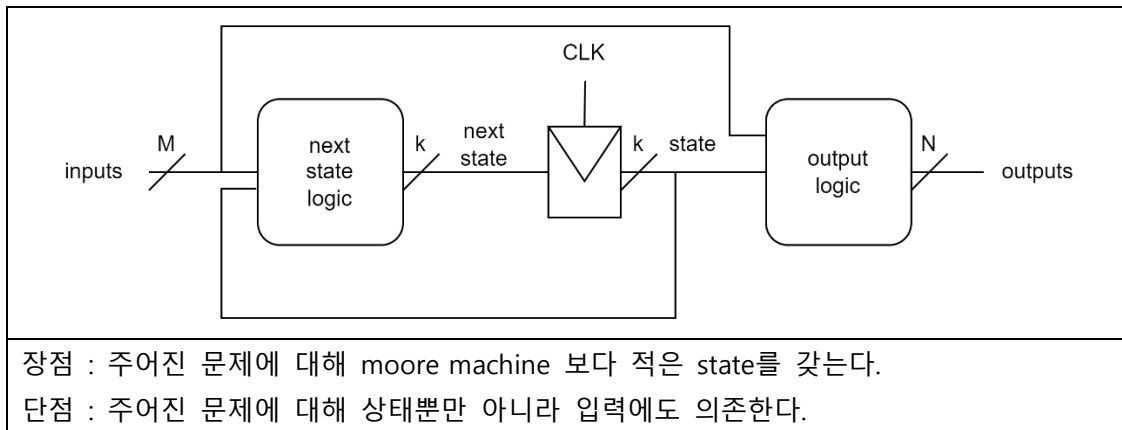 CLK
M
inputs
next
state
logic
k
next
state
k
state
output
logic
N
outputs
장점 : 주어진 문제에 대해 moore machine 보다 적은 state를 갖는다.
단점 : 주어진 문제에 대해 상태뿐만 아니라 입력에도 의존한다.